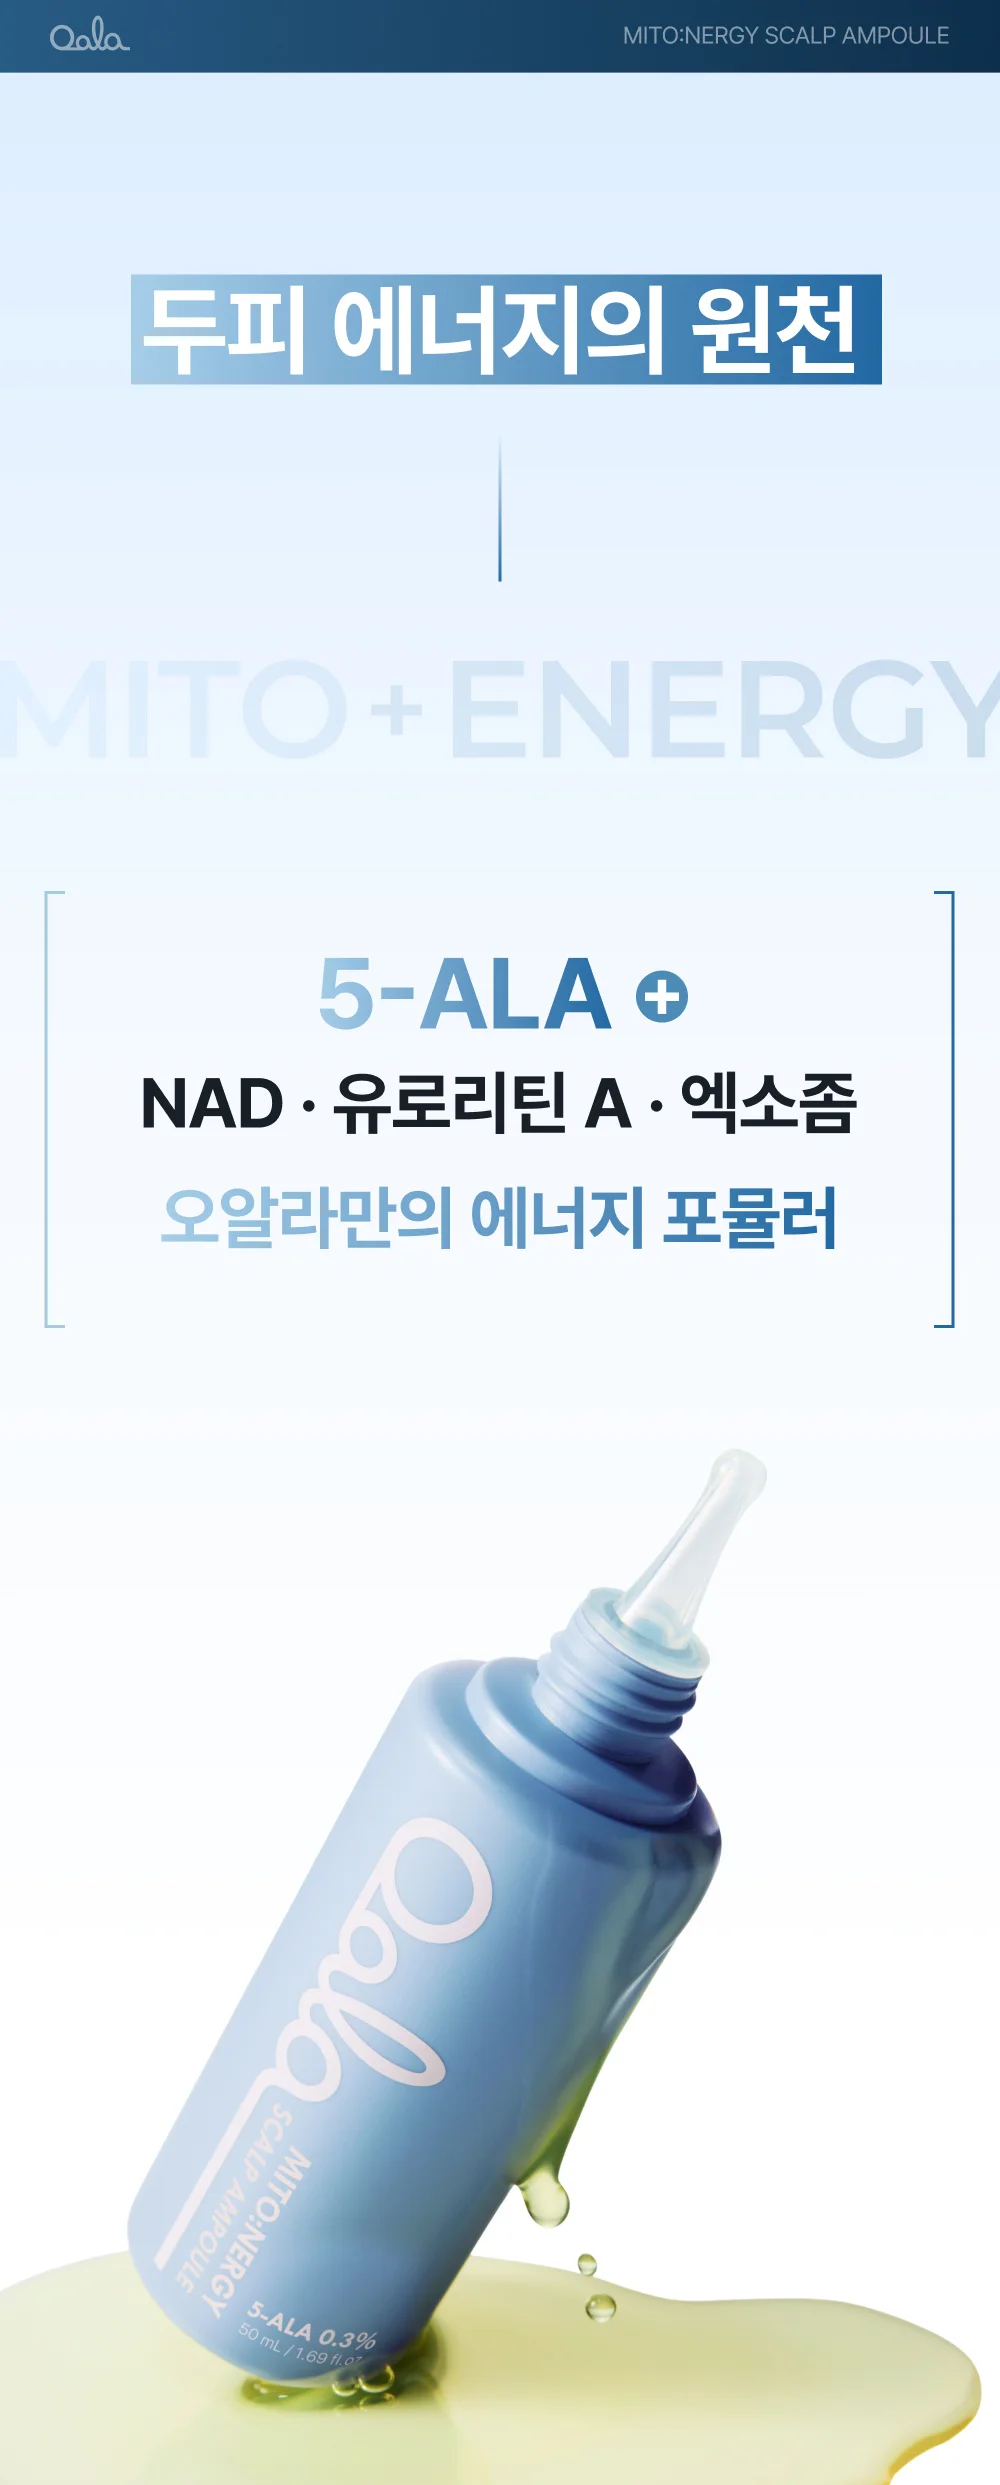 Oala
MITO:NERGY SCALP AMPOULE
두피 에너지의 원천
MITO+ENERGY
5-ALA +
NAD · 유로리틴 A · 엑소좀
오알라만의 에너지 포뮬러
Oala
SCALP AMPOULE
MITO:NERGY
5-ALA 0.3%
50 mL / 1.69 fl.oz